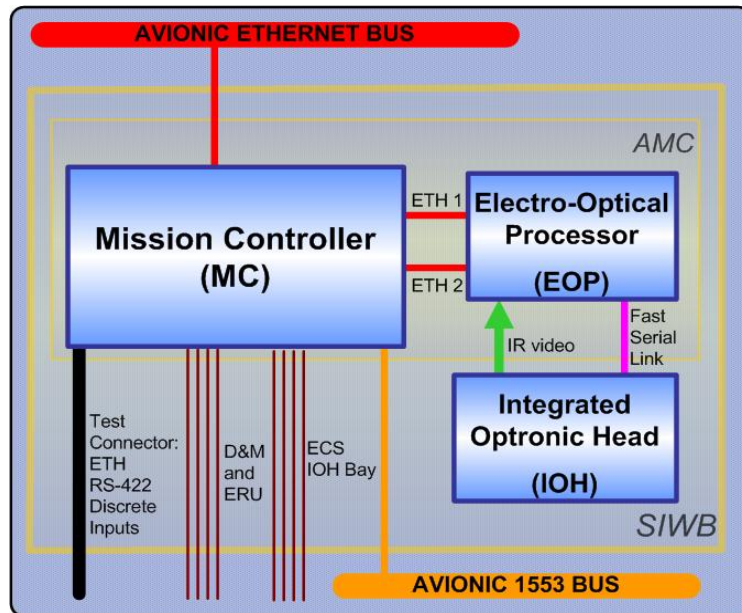 AVIONIC ETHERNET BUS
AMC
Mission Controller
(MC)
ETH 1
ETH 2
Electro-Optical
Processor
(EOP)
IR video
Fast
Serial
Link
Integrated
Optronic Head
(IOH)
Test
Connector:
ETH
RS-422
Discrete
Inputs
D&M
and
ERU
ECS
IOH Bay
SIWB
AVIONIC 1553 BUS